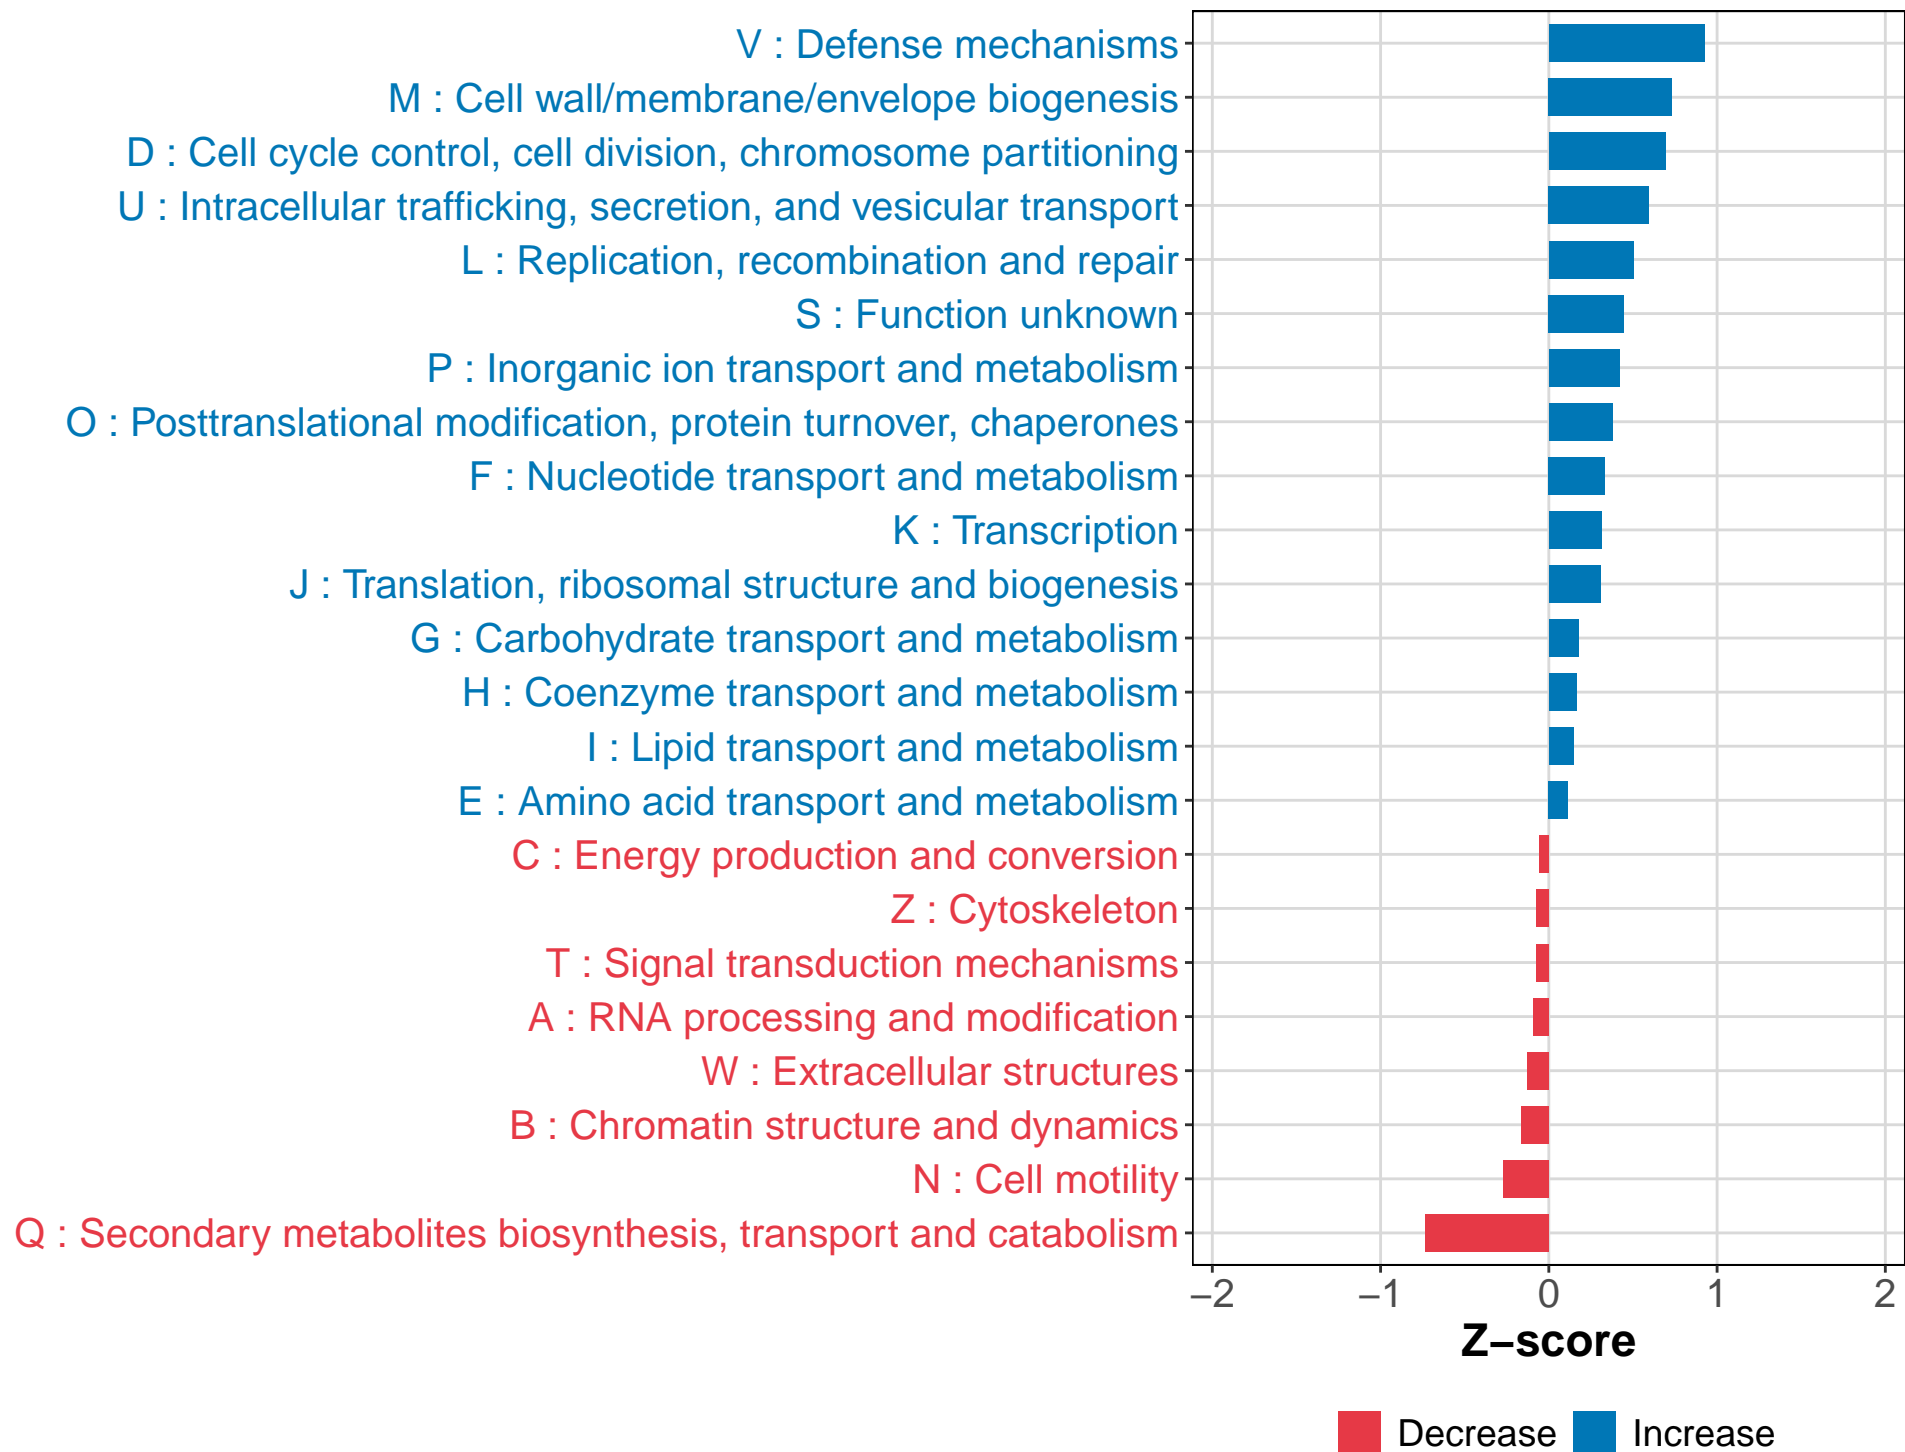 V : Defense mechanisms
M : Cell wall/membrane/envelope biogenesis
D : Cell cycle control, cell division, chromosome partitioning
U : Intracellular trafficking, secretion, and vesicular transport
L : Replication, recombination and repair
S : Function unknown
P : Inorganic ion transport and metabolism
O : Posttranslational modification, protein turnover, chaperones
F : Nucleotide transport and metabolism
K : Transcription
J : Translation, ribosomal structure and biogenesis
G : Carbohydrate transport and metabolism
H : Coenzyme transport and metabolism
I : Lipid transport and metabolism
E : Amino acid transport and metabolism
C : Energy production and conversion
Z : Cytoskeleton
T : Signal transduction mechanisms
A : RNA processing and modification
W : Extracellular structures
B : Chromatin structure and dynamics
N : Cell motility
Q : Secondary metabolites biosynthesis, transport and catabolism
−2 −1 0 1 2
Z−score
Decrease Increase